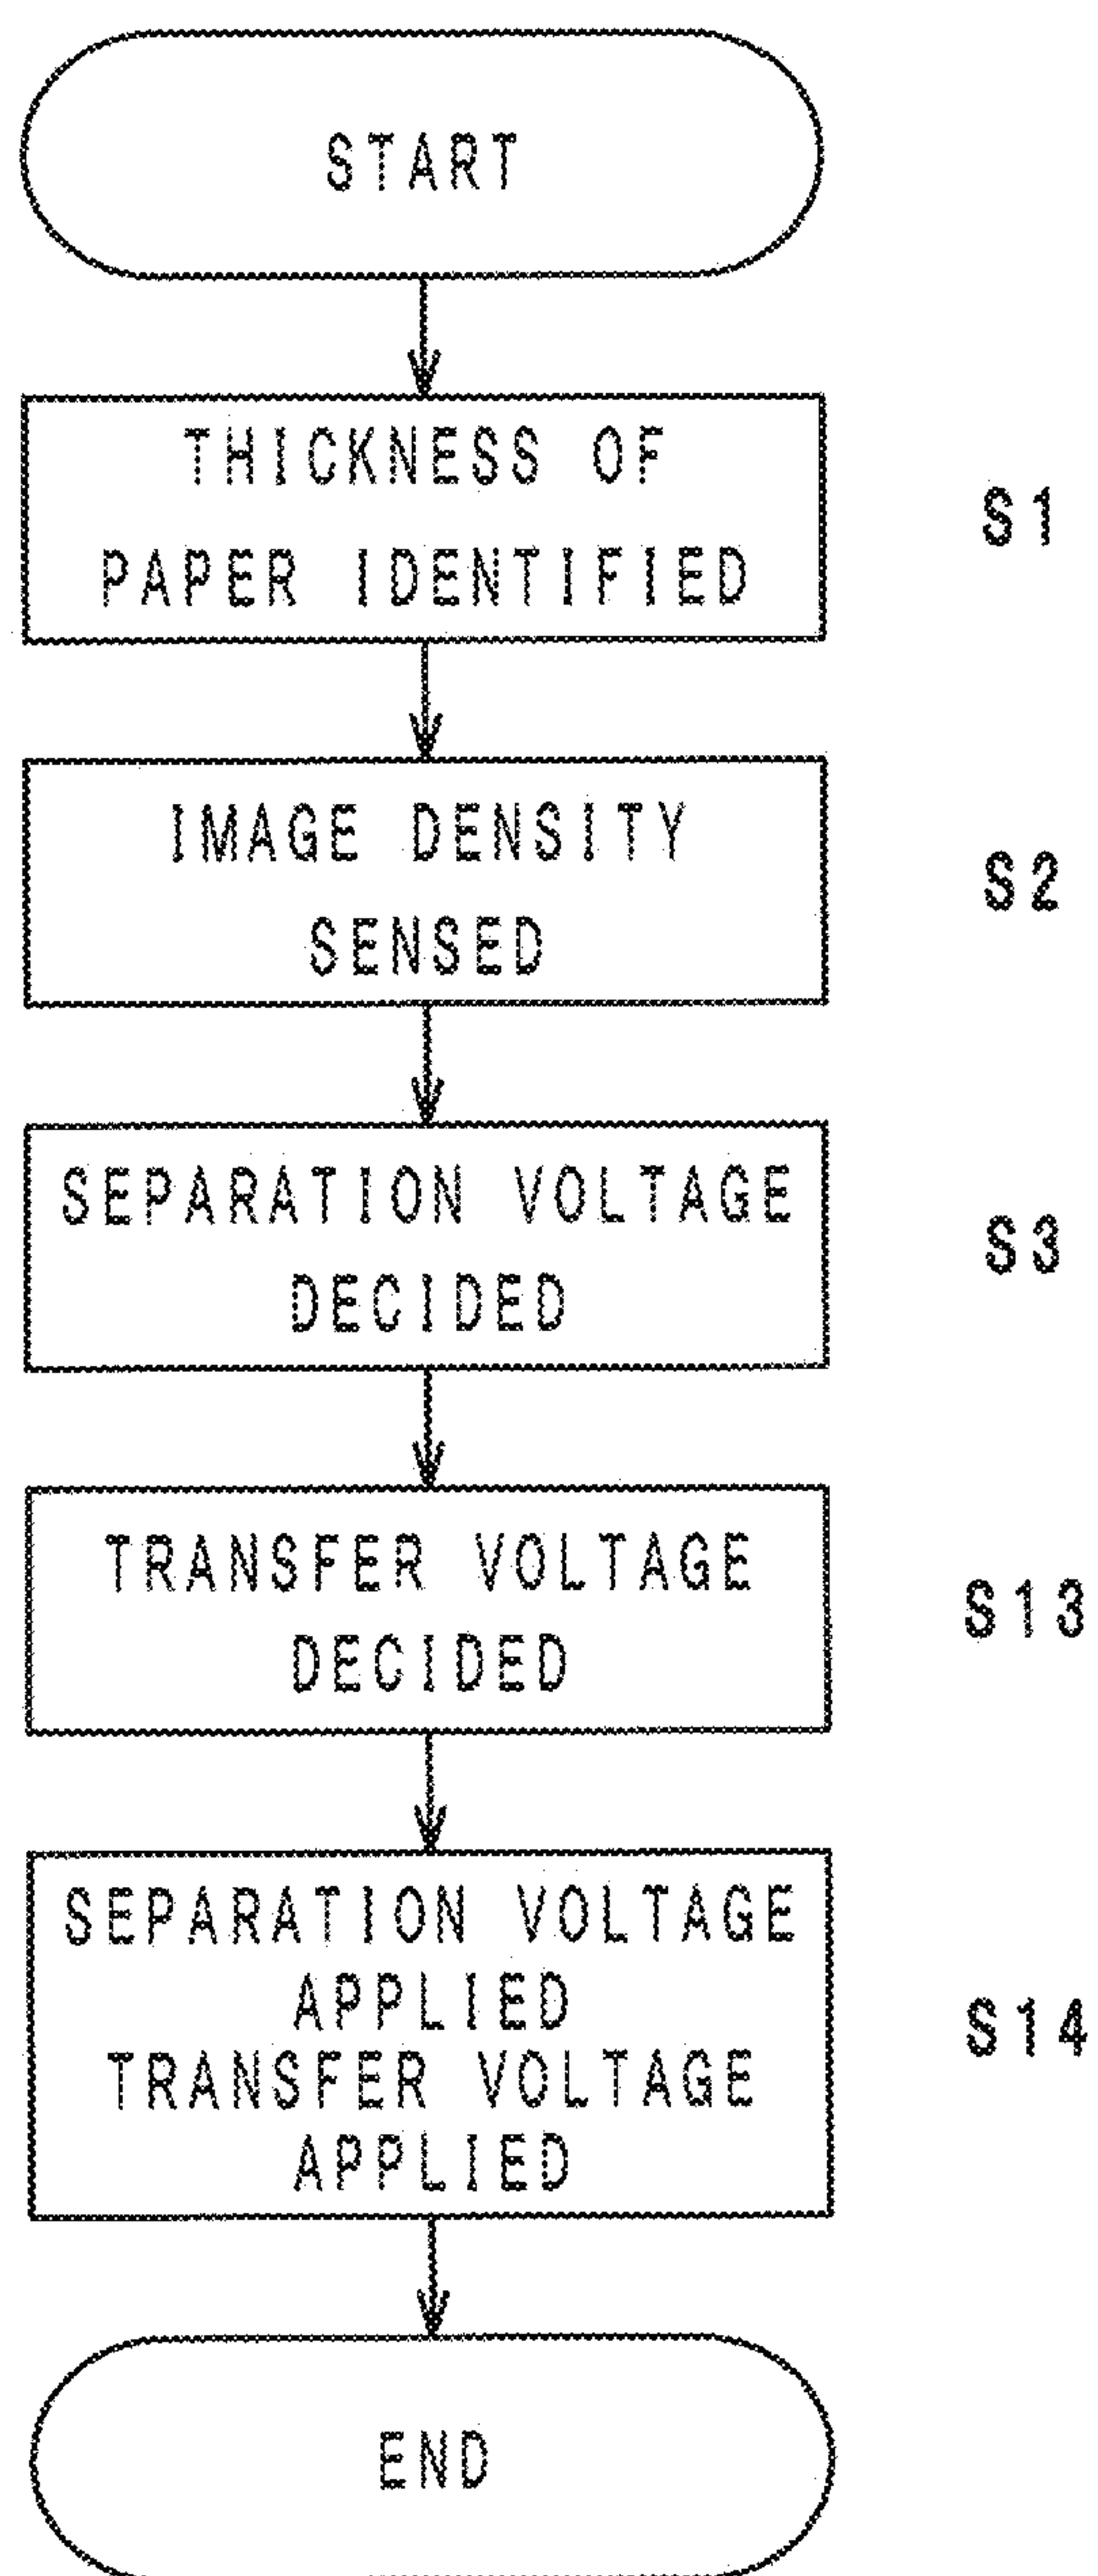 START
THICKNESS OF
PAPER IDENTIFIED
S1
IMAGE DENSITY
SENSED
S2
SEPARATION VOLTAGE
DECIDED
S3
TRANSFER VOLTAGE
DECIDED
S13
SEPARATION VOLTAGE
APPLIED
TRANSFER VOLTAGE
APPLIED
S14
END